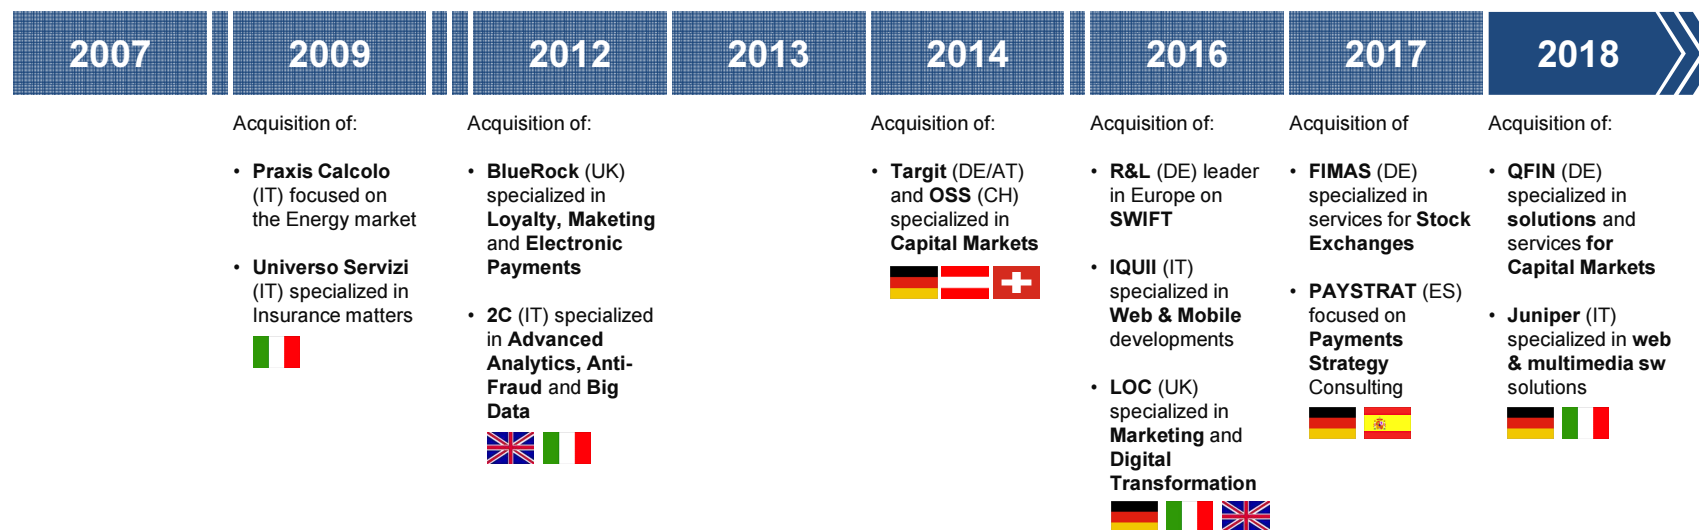 2007
2009
2012
2013
2014
2016
2017
2018
Acquisition of:
• Praxis Calcolo
(IT) focused on
the Energy market
• Universo Servizi
(IT) specialized in
Insurance matters
Acquisition of:
• BlueRock (UK)
specialized in
Loyalty, Maketing
and Electronic
Payments
• 2C (IT) specialized
in Advanced
Analytics, Anti-
Fraud and Big
Data
Acquisition of:
• Targit (DE/AT)
and OSS (CH)
specialized in
Capital Markets
Acquisition of:
• R&L (DE) leader
in Europe on
SWIFT
• IQUII (IT)
specialized in
Web & Mobile
developments
• LOC (UK)
specialized in
Marketing and
Digital
Transformation
Acquisition of
• FIMAS (DE)
specialized in
services for Stock
Exchanges
• PAYSTRAT (ES)
focused on
Payments
Strategy
Consulting
Acquisition of:
• QFIN (DE)
specialized in
solutions and
services for
Capital Markets
• Juniper (IT)
specialized in web
& multimedia sw
solutions